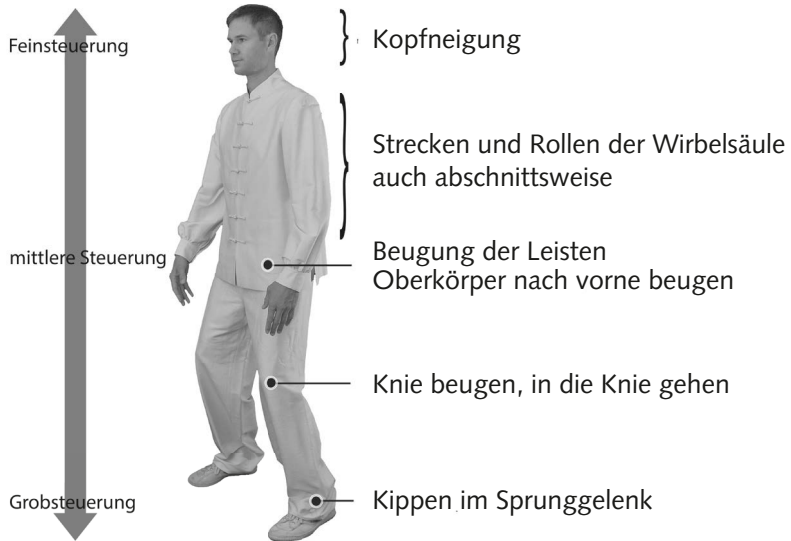 Feinsteuerung
Kopfneigung
Strecken und Rollen der Wirbelsäule
auch abschnittsweise
mittlere Steuerung
Beugung der Leisten
Oberkörper nach vorne beugen
Knie beugen, in die Knie gehen
Grobsteuerung
Kippen im Sprunggelenk